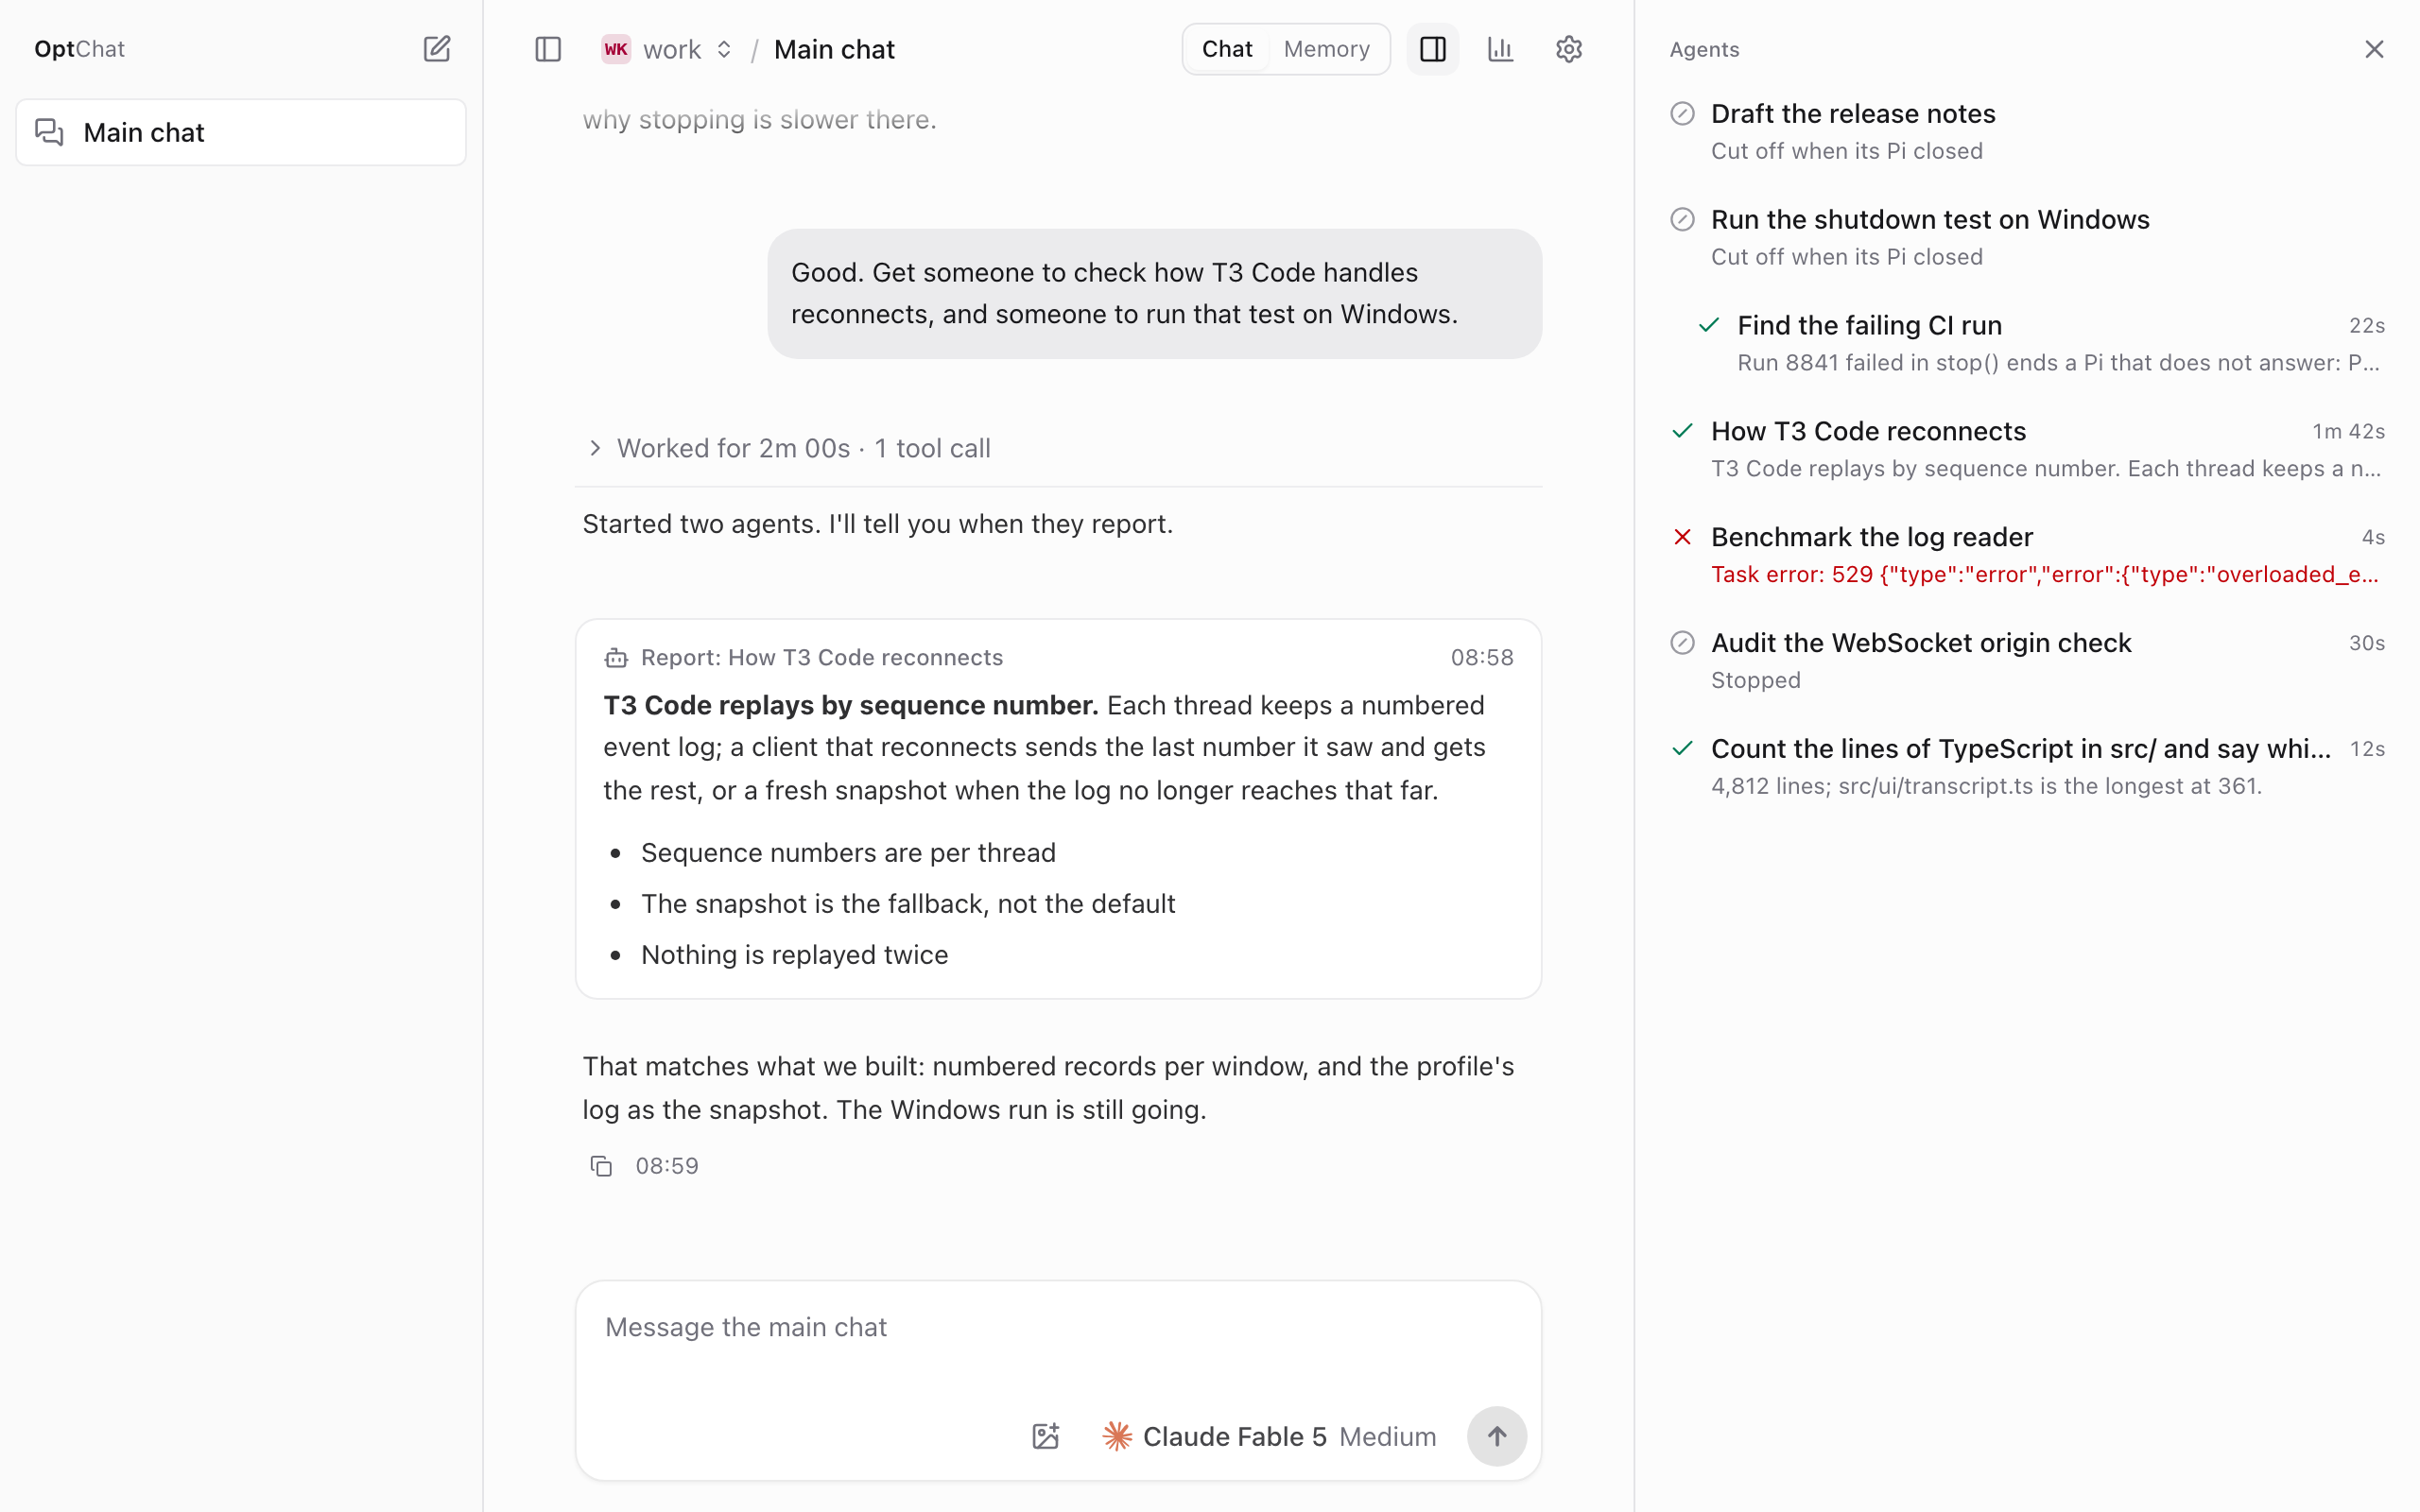 OptChat
Main chat
WK work / Main chat
Chat Memory
why stopping is slower there.
Good. Get someone to check how T3 Code handles
reconnects, and someone to run that test on Windows.
Worked for 2m 00s · 1 tool call
Started two agents. I'll tell you when they report.
Report: How T3 Code reconnects 08:58
T3 Code replays by sequence number. Each thread keeps a numbered
event log; a client that reconnects sends the last number it saw and gets
the rest, or a fresh snapshot when the log no longer reaches that far.
• Sequence numbers are per thread
• The snapshot is the fallback, not the default
• Nothing is replayed twice
That matches what we built: numbered records per window, and the profile's
log as the snapshot. The Windows run is still going.
08:59
Message the main chat
Claude Fable 5 Medium
Agents
Draft the release notes
Cut off when its Pi closed
Run the shutdown test on Windows
Cut off when its Pi closed
Find the failing CI run 22s
Run 8841 failed in stop() ends a Pi that does not answer: P...
How T3 Code reconnects 1m 42s
T3 Code replays by sequence number. Each thread keeps a n...
Benchmark the log reader 4s
Task error: 529 {"type":"error","error":{"type":"overloaded_e...
Audit the WebSocket origin check 30s
Stopped
Count the lines of TypeScript in src/ and say whi... 12s
4,812 lines; src/ui/transcript.ts is the longest at 361.